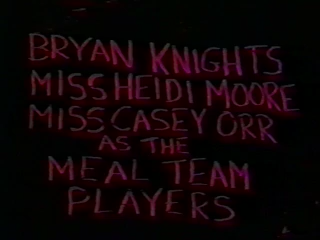 BRYAN KNIGHTS
MISS HEIDI MOORE
MISS CASEY ORR
AS THE
MEAL TEAM
PLAYERS